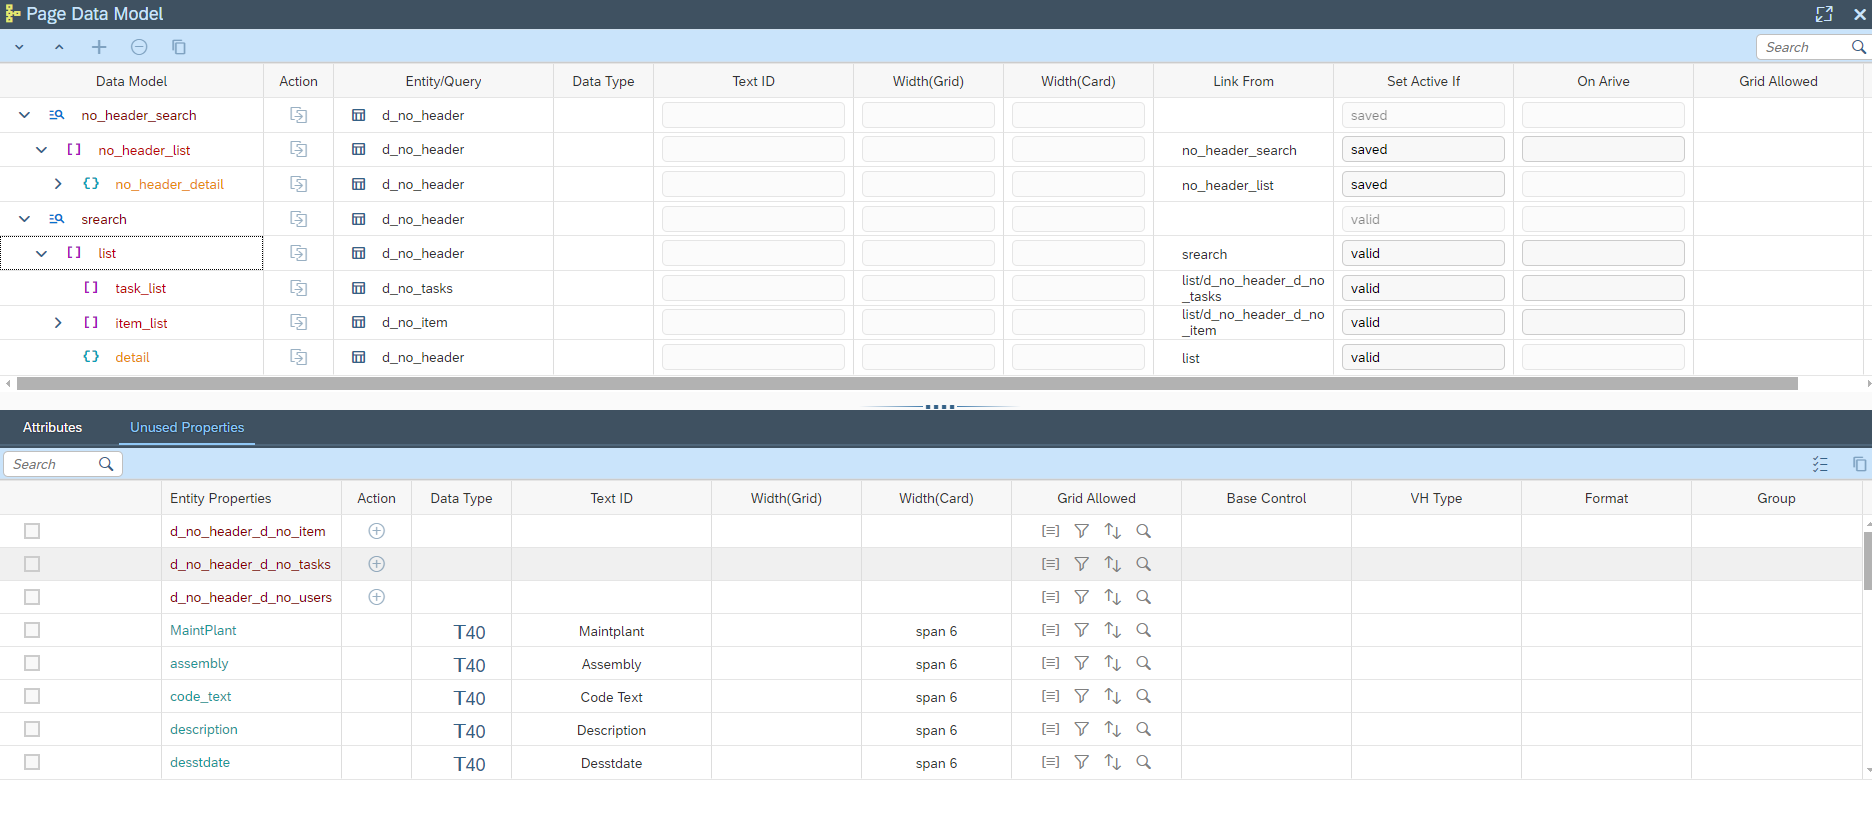 Page Data Model
Search
Data Model Action Entity/Query Data Type Text ID Width(Grid) Width(Card) Link From Set Active If On Arive Grid Allowed
no_header_search d_no_header saved
no_header_list d_no_header no_header_search saved
no_header_detail d_no_header no_header_list saved
srearch d_no_header valid
list d_no_header srearch valid
task_list d_no_tasks list/d_no_header_d_no
_tasks valid
item_list d_no_item list/d_no_header_d_no
_item valid
detail d_no_header list valid
Attributes Unused Properties
Search
Entity Properties Action Data Type Text ID Width(Grid) Width(Card) Grid Allowed Base Control VH Type Format Group
d_no_header_d_no_item
d_no_header_d_no_tasks
d_no_header_d_no_users
MaintPlant T40 Maintplant span 6
assembly T40 Assembly span 6
code_text T40 Code Text span 6
description T40 Description span 6
desstdate T40 Desstdate span 6